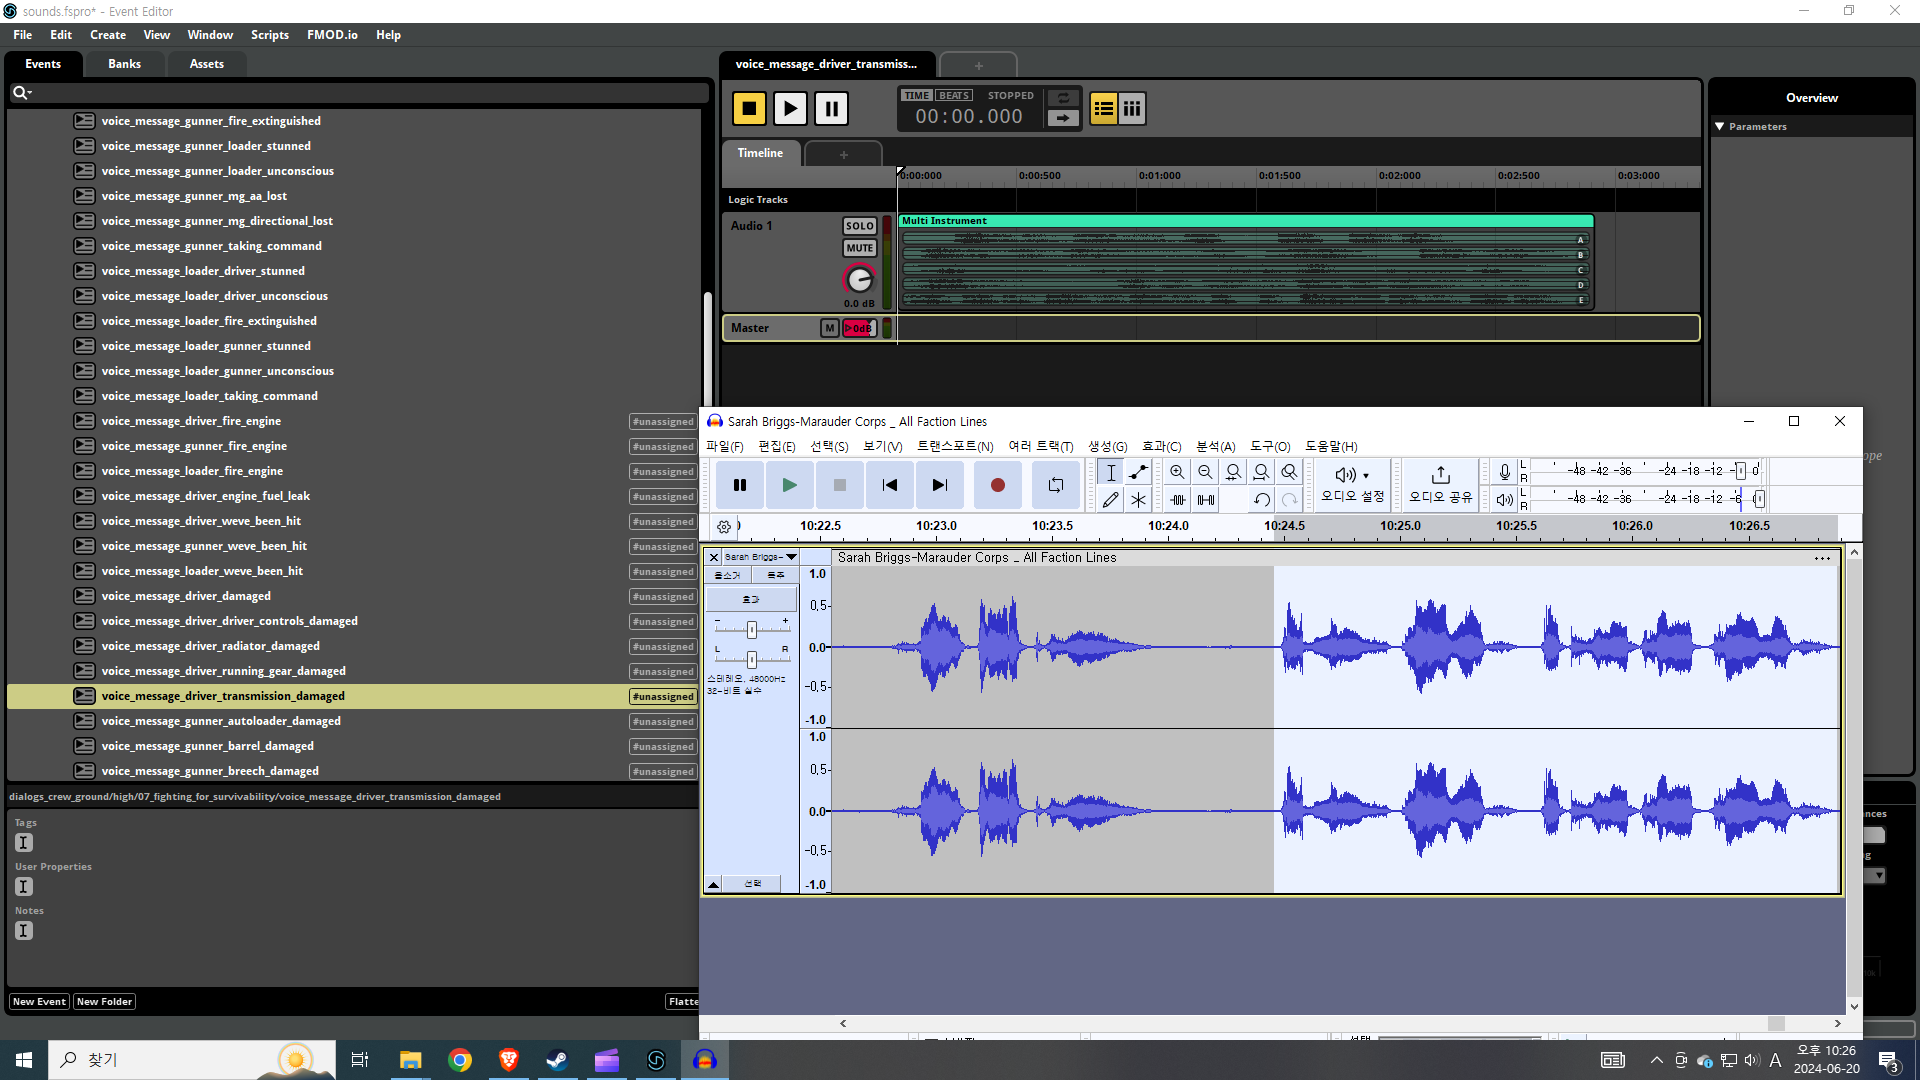 sounds.fspro* - Event Editor
File Edit Create View Window Scripts FMOD.io Help
Events Banks Assets
voice_message_gunner_fire_extinguished
voice_message_gunner_loader_stunned
voice_message_gunner_loader_unconscious
voice_message_gunner_mg_aa_lost
voice_message_gunner_mg_directional_lost
voice_message_gunner_taking_command
voice_message_loader_driver_stunned
voice_message_loader_driver_unconscious
voice_message_loader_fire_extinguished
voice_message_loader_gunner_stunned
voice_message_loader_gunner_unconscious
voice_message_loader_taking_command
voice_message_driver_fire_engine #unassigned
voice_message_gunner_fire_engine #unassigned
voice_message_loader_fire_engine #unassigned
voice_message_driver_engine_fuel_leak #unassigned
voice_message_driver_weve_been_hit #unassigned
voice_message_gunner_weve_been_hit #unassigned
voice_message_loader_weve_been_hit #unassigned
voice_message_driver_damaged #unassigned
voice_message_driver_driver_controls_damaged #unassigned
voice_message_driver_radiator_damaged #unassigned
voice_message_driver_running_gear_damaged #unassigned
voice_message_driver_transmission_damaged #unassigned
voice_message_gunner_autoloader_damaged #unassigned
voice_message_gunner_barrel_damaged #unassigned
voice_message_gunner_breech_damaged #unassigned
dialogs_crew_ground/high/07_fighting_for_survivability/voice_message_driver_transmission_damaged
Tags
User Properties
Notes
New Event New Folder Flatte
voice_message_driver_transmiss... +
TIME BEATS STOPPED
00:00.000
Timeline +
0:00:000 0:00:500 0:01:000 0:01:500 0:02:000 0:02:500 0:03:000
Logic Tracks
Audio 1 SOLO
MUTE
0.0 dB
Multi Instrument
A
B
C
D
E
Master M 0dB
Overview
Parameters
Sarah Briggs-Marauder Corps _ All Faction Lines
파일(F) 편집(E) 선택(S) 보기(V) 트랜스포트(N) 여러 트랙(T) 생성(G) 효과(C) 분석(A) 도구(O) 도움말(H)
오디오 설정 오디오 공유
L R -48 -42 -36 -24 -18 -12 -6 0
L R -48 -42 -36 -24 -18 -12 -6
10:22.5 10:23.0 10:23.5 10:24.0 10:24.5 10:25.0 10:25.5 10:26.0 10:26.5
Sarah Briggs- Sarah Briggs-Marauder Corps _ All Faction Lines
음소거 독주
효과
- +
L R
스테레오, 48000Hz
32-비트 실수
선택
1.0
0.5
0.0
-0.5
-1.0
1.0
0.5
0.0
-0.5
-1.0
찾기
A
오후 10:26
2024-06-20
3